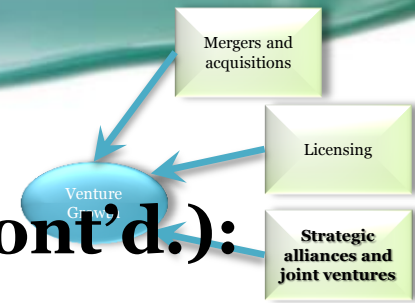 Mergers and
acquisitions
Licensing
Venture
Growth
ont'd.):
Strategic
alliances and
joint ventures